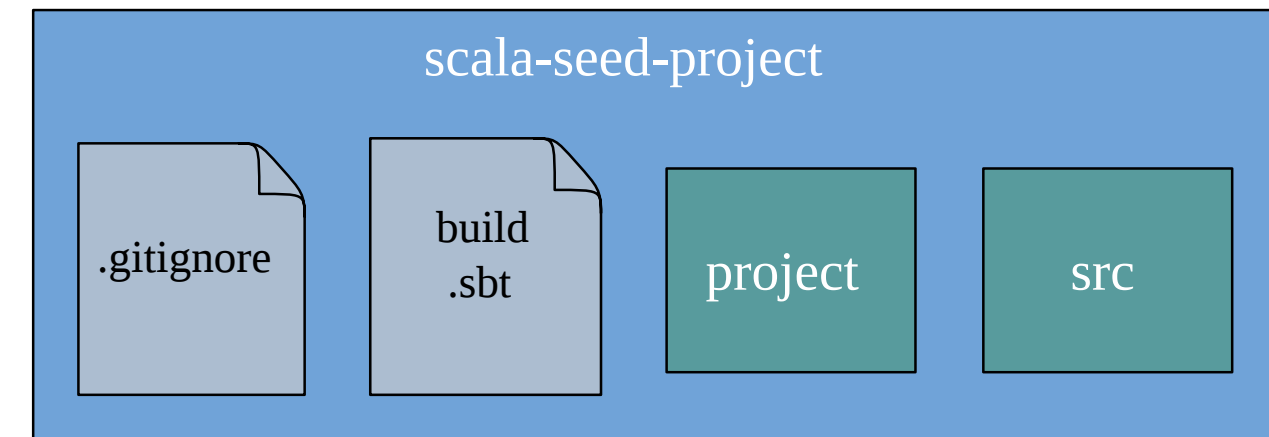 scala-seed-project
.gitignore
build
.sbt
project
src